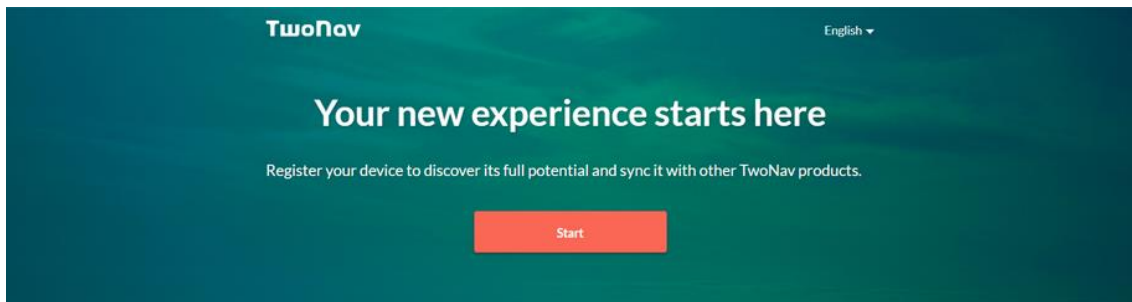 TwoNav
English
Your new experience starts here
Register your device to discover its full potential and sync it with other TwoNav products.
Start